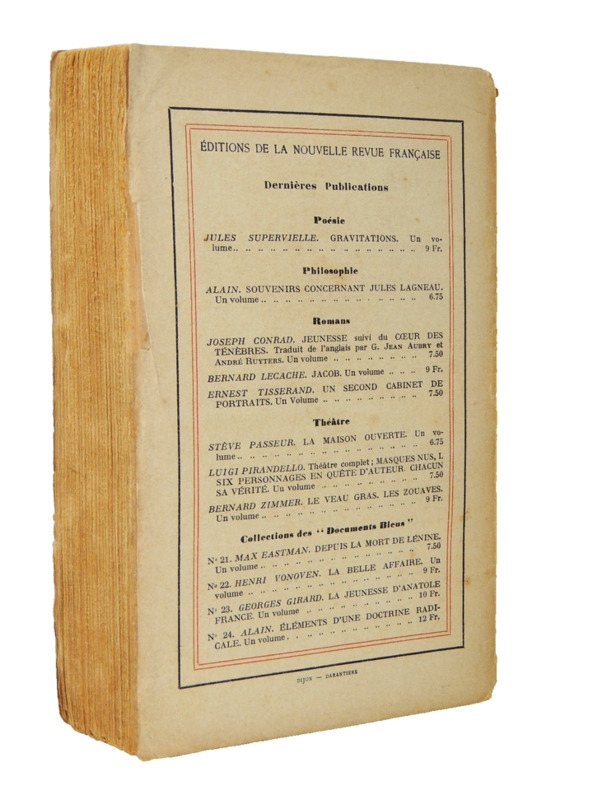 ÉDITIONS DE LA NOUVELLE REVUE FRANÇAISE
Dernières Publications
Poésie
JULES SUPERVIELLE. GRAVITATIONS. Un vo-
lume.. .. .. .. .. .. .. .. .. .. .. .. .. .. 9 Fr.
Philosophie
ALAIN. SOUVENIRS CONCERNANT JULES LAGNEAU.
Un volume .. .. .. .. .. .. .. .. .. .. .. .. 6.75
Romans
JOSEPH CONRAD. JEUNESSE suivi du CŒUR DES
TÉNÈBRES. Traduit de l'anglais par G. JEAN AUBRY et
ANDRÉ RUYTERS. Un volume .. .. .. .. .. .. .. 7.50
BERNARD LECACHE. JACOB. Un volume .. .. .. 9 Fr.
ERNEST TISSERAND. UN SECOND CABINET DE
PORTRAITS. Un Volume .. .. .. .. .. .. .. .. 7.50
Théâtre
STÈVE PASSEUR. LA MAISON OUVERTE. Un vo-
lume .. .. .. .. .. .. .. .. .. .. .. .. .. 6.75
LUIGI PIRANDELLO. Théâtre complet ; MASQUES NUS, I.
SIX PERSONNAGES EN QUÊTE D'AUTEUR. CHACUN
SA VÉRITÉ. Un volume .. .. .. .. .. .. .. .. 7.50
BERNARD ZIMMER. LE VEAU GRAS. LES ZOUAVES.
Un volume .. .. .. .. .. .. .. .. .. .. .. .. 9 Fr.
Collections des "Documents Bleus"
N° 21. MAX EASTMAN. DEPUIS LA MORT DE LÉNINE.
Un volume .. .. .. .. .. .. .. .. .. .. .. .. 7.50
N° 22. HENRI VONOVEN. LA BELLE AFFAIRE. Un
volume .. .. .. .. .. .. .. .. .. .. .. .. 9 Fr.
N° 23. GEORGES GIRARD. LA JEUNESSE D'ANATOLE
FRANCE. Un volume .. .. .. .. .. .. .. .. 10 Fr.
N° 24. ALAIN. ÉLÉMENTS D'UNE DOCTRINE RADI-
CALE. Un volume .. .. .. .. .. .. .. .. .. 12 Fr.
DIJON — DARANTIERE